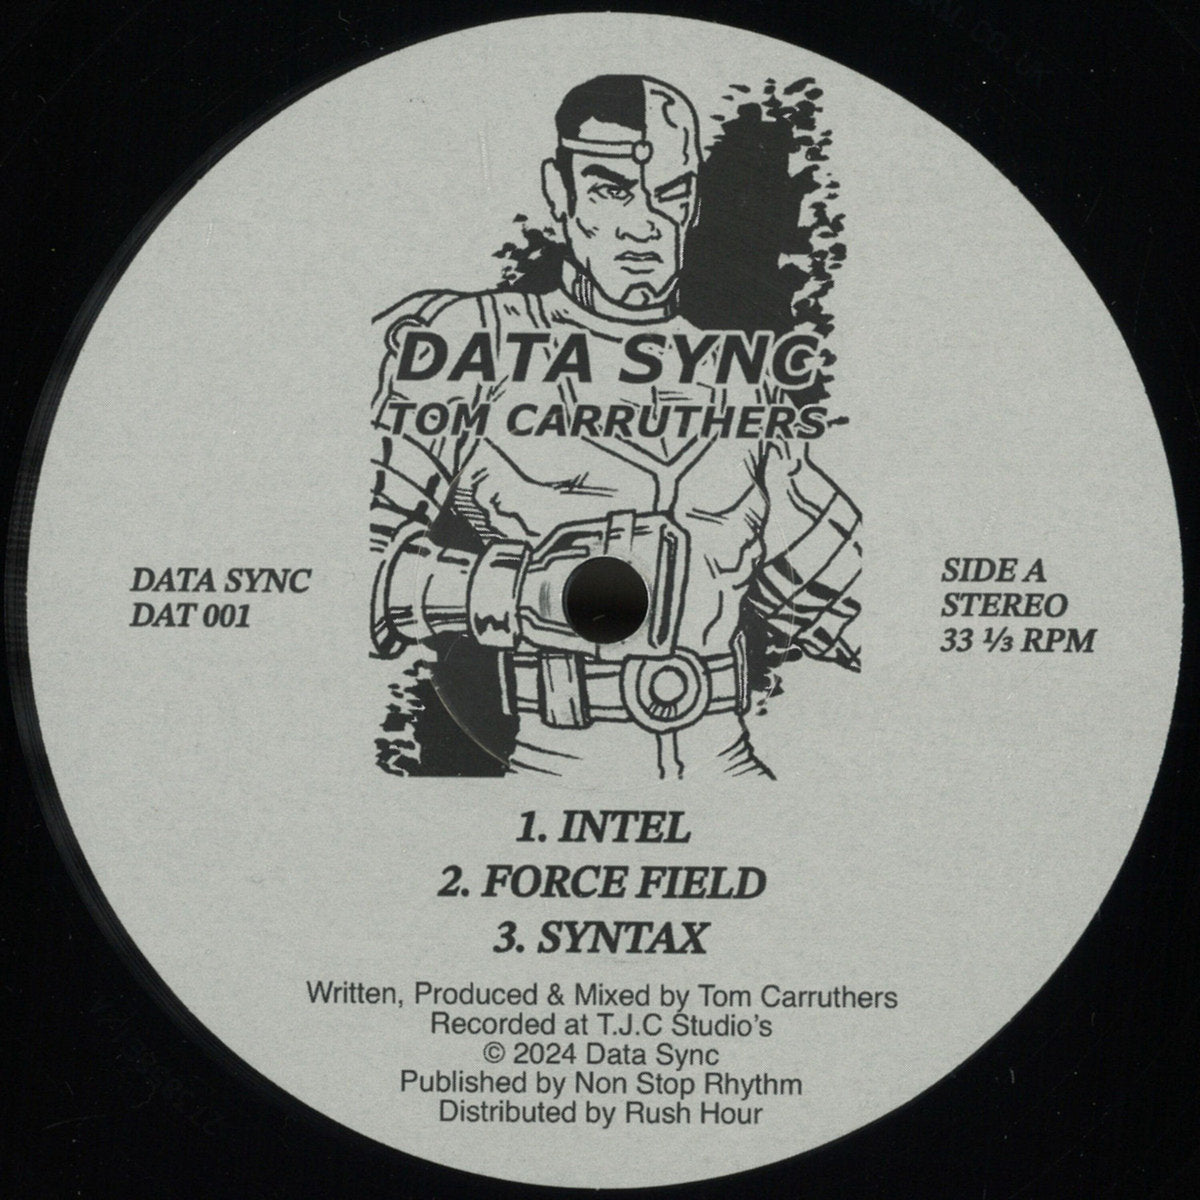 DATA SYNC
TOM CARRUTHERS
DATA SYNC
DAT 001
SIDE A
STEREO
33 ⅓ RPM
1. INTEL
2. FORCE FIELD
3. SYNTAX
Written, Produced & Mixed by Tom Carruthers
Recorded at T.J.C Studio's
© 2024 Data Sync
Published by Non Stop Rhythm
Distributed by Rush Hour